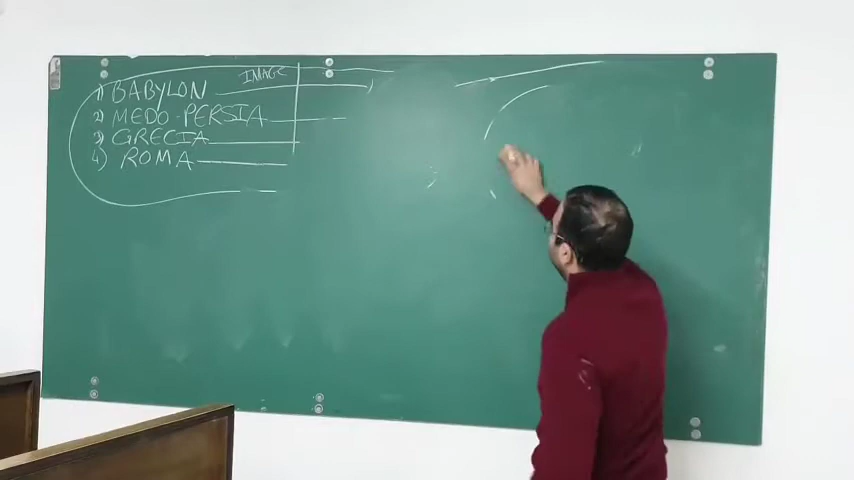 IMAGE
1) BABYLON
2) MEDO-PERSIA
3) GRECIA
4) ROMA